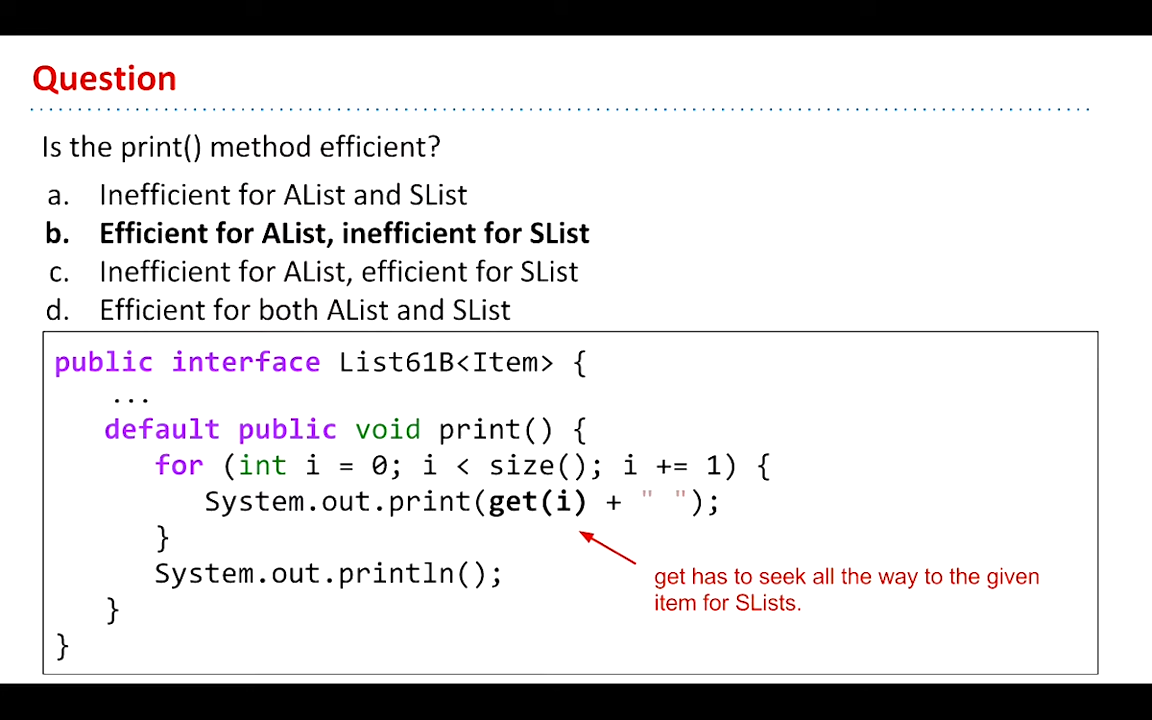 Question
Is the print() method efficient?
a. Inefficient for AList and SList
b. Efficient for AList, inefficient for SList
c. Inefficient for AList, efficient for SList
d. Efficient for both AList and SList
public interface List61B<Item> {
...
default public void print() {
for (int i = 0; i < size(); i += 1) {
System.out.print(get(i) + " ");
}
System.out.println();
}
}
get has to seek all the way to the given
item for SLists.